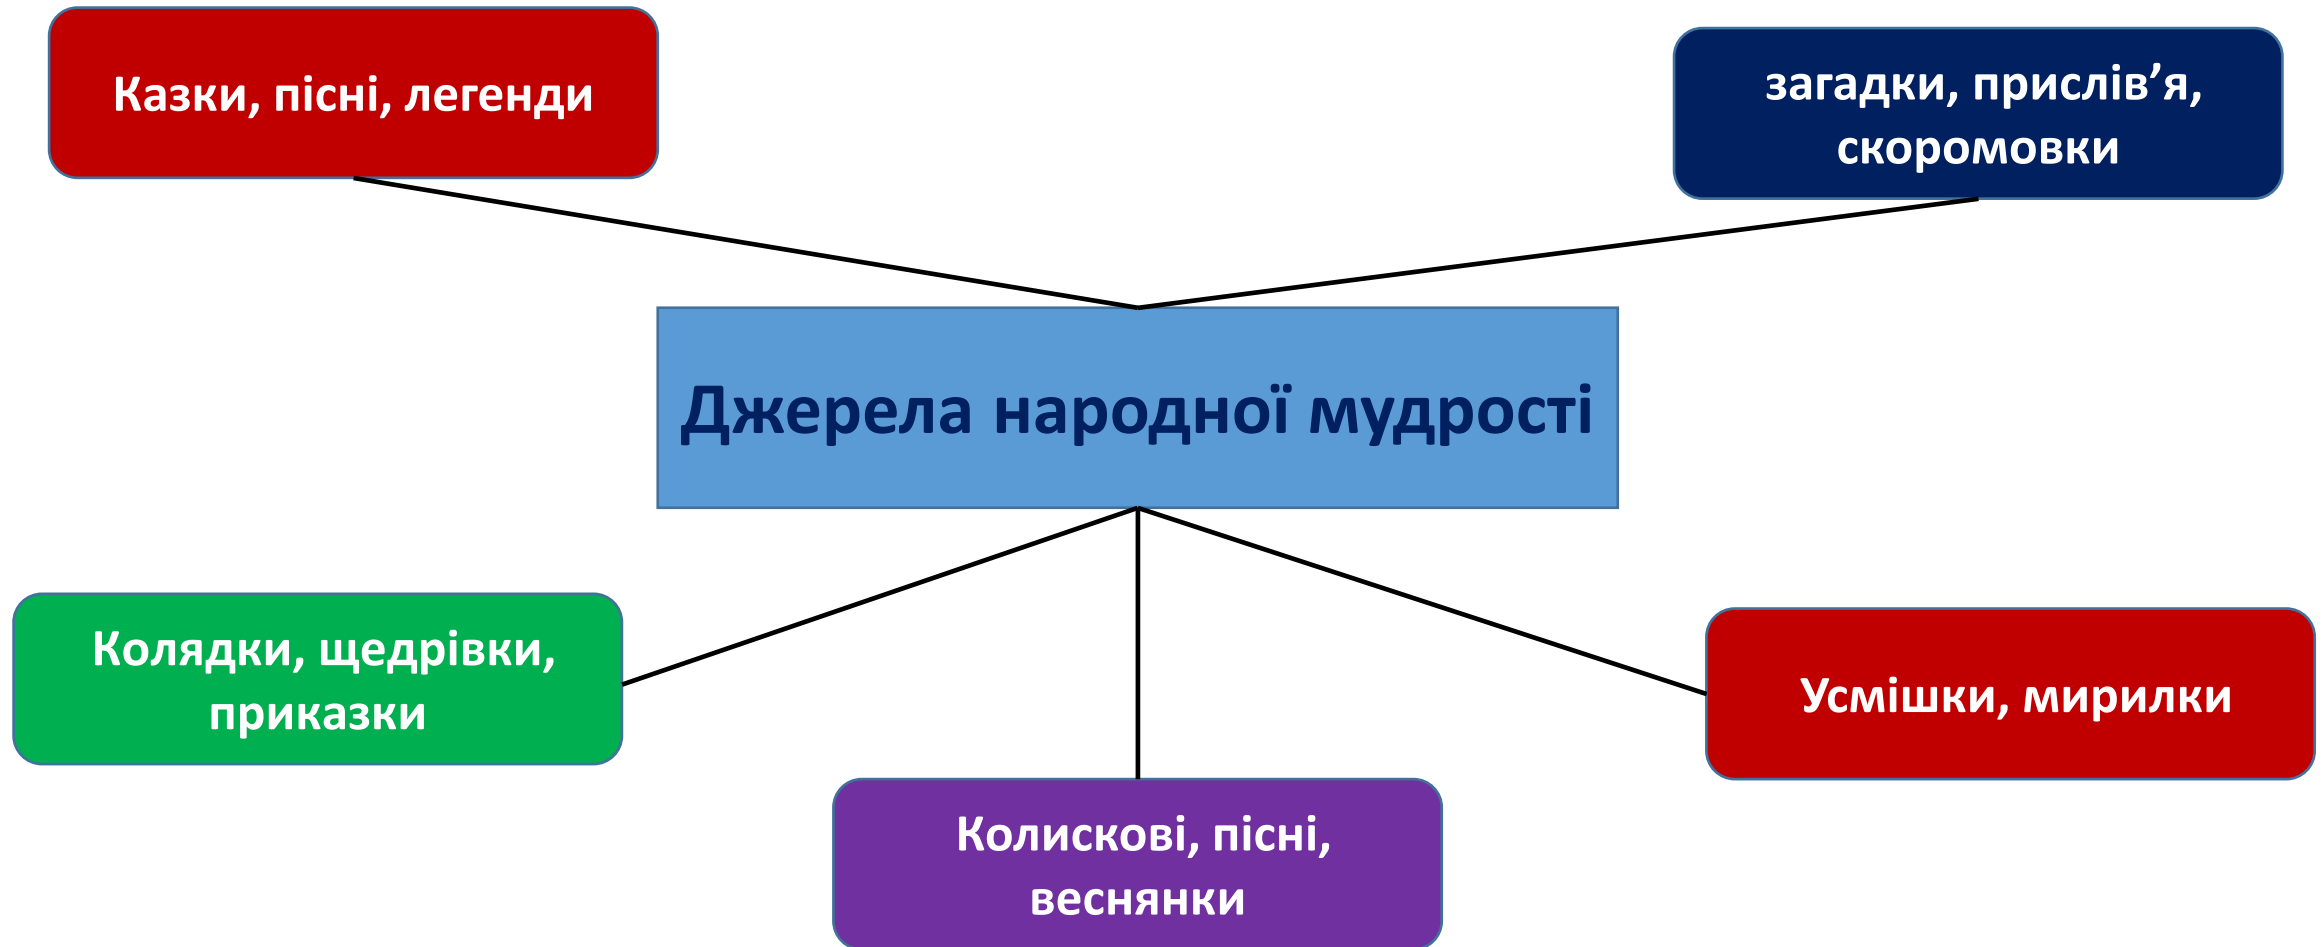 Казки, пісні, легенди
загадки, прислів’я,
скоромовки
Джерела народної мудрості
Колядки, щедрівки,
приказки
Усмішки, мирилки
Колискові, пісні,
веснянки